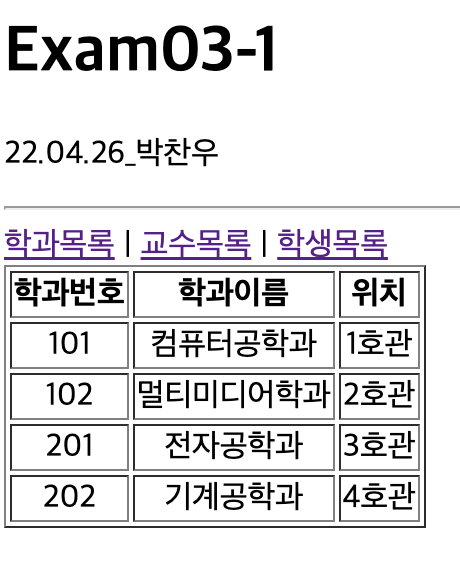 Exam03-1
22.04.26_박찬우
학과목록 | 교수목록 | 학생목록
학과번호 학과이름 위치
101 컴퓨터공학과 1호관
102 멀티미디어학과 2호관
201 전자공학과 3호관
202 기계공학과 4호관